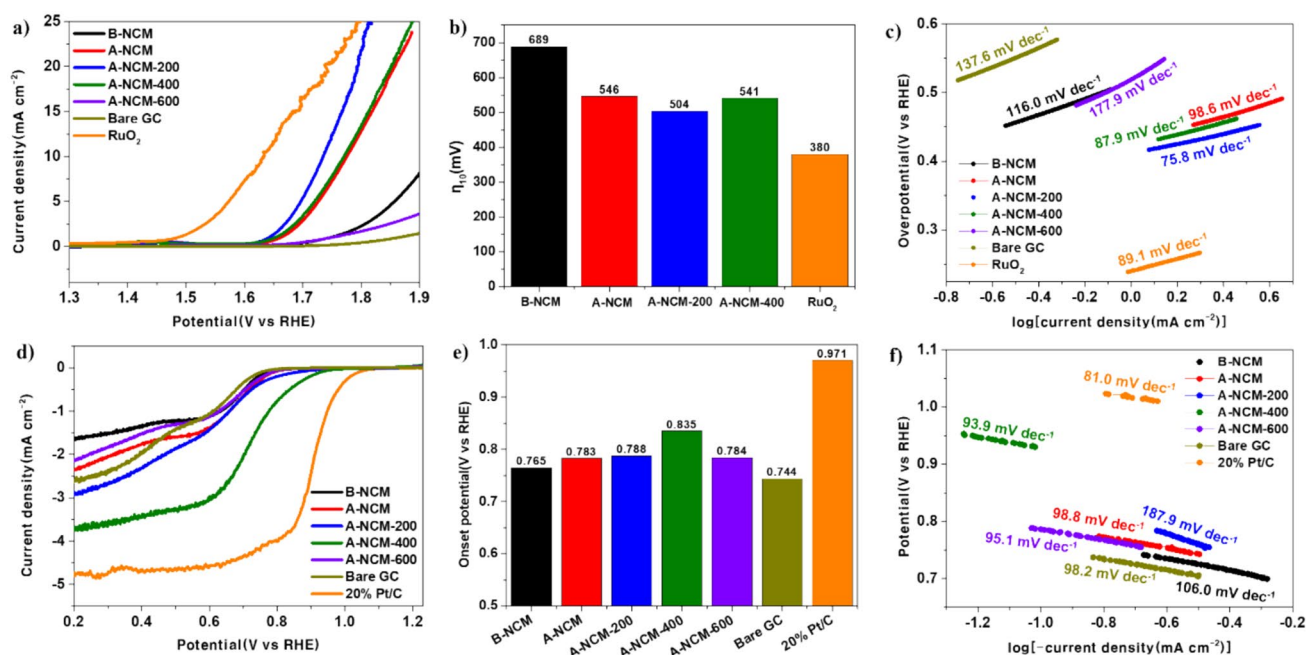 a)
25
20
15
10
5
0
Current density(mA cm⁻²)
B-NCM
A-NCM
A-NCM-200
A-NCM-400
A-NCM-600
Bare GC
RuO₂
1.3 1.4 1.5 1.6 1.7 1.8 1.9
Potential(V vs RHE)
b)
700
600
500
400
300
200
100
0
η₁₀(mV)
689
546
504
541
380
B-NCM A-NCM A-NCM-200 A-NCM-400 RuO₂
c)
0.6
0.5
0.4
0.3
Overpotential(V vs RHE)
137.6 mV dec⁻¹
116.0 mV dec⁻¹
177.9 mV dec⁻¹
98.6 mV dec⁻¹
87.9 mV dec⁻¹
75.8 mV dec⁻¹
89.1 mV dec⁻¹
B-NCM
A-NCM
A-NCM-200
A-NCM-400
A-NCM-600
Bare GC
RuO₂
-0.8 -0.4 0.0 0.4 0.8
log[current density(mA cm⁻²)]
d)
0
-1
-2
-3
-4
-5
Current density(mA cm⁻²)
B-NCM
A-NCM
A-NCM-200
A-NCM-400
A-NCM-600
Bare GC
20% Pt/C
0.2 0.4 0.6 0.8 1.0 1.2
Potential(V vs RHE)
e)
1.0
0.9
0.8
0.7
0.6
0.5
Onset potential(V vs RHE)
0.765
0.783
0.788
0.835
0.784
0.744
0.971
B-NCM A-NCM A-NCM-200 A-NCM-400 A-NCM-600 Bare GC 20% Pt/C
f)
1.1
1.0
0.9
0.8
0.7
Potential(V vs RHE)
81.0 mV dec⁻¹
93.9 mV dec⁻¹
187.9 mV dec⁻¹
98.8 mV dec⁻¹
95.1 mV dec⁻¹
98.2 mV dec⁻¹
106.0 mV dec⁻¹
B-NCM
A-NCM
A-NCM-200
A-NCM-400
A-NCM-600
Bare GC
20% Pt/C
-1.2 -1.0 -0.8 -0.6 -0.4 -0.2
log[-current density(mA cm⁻²)]